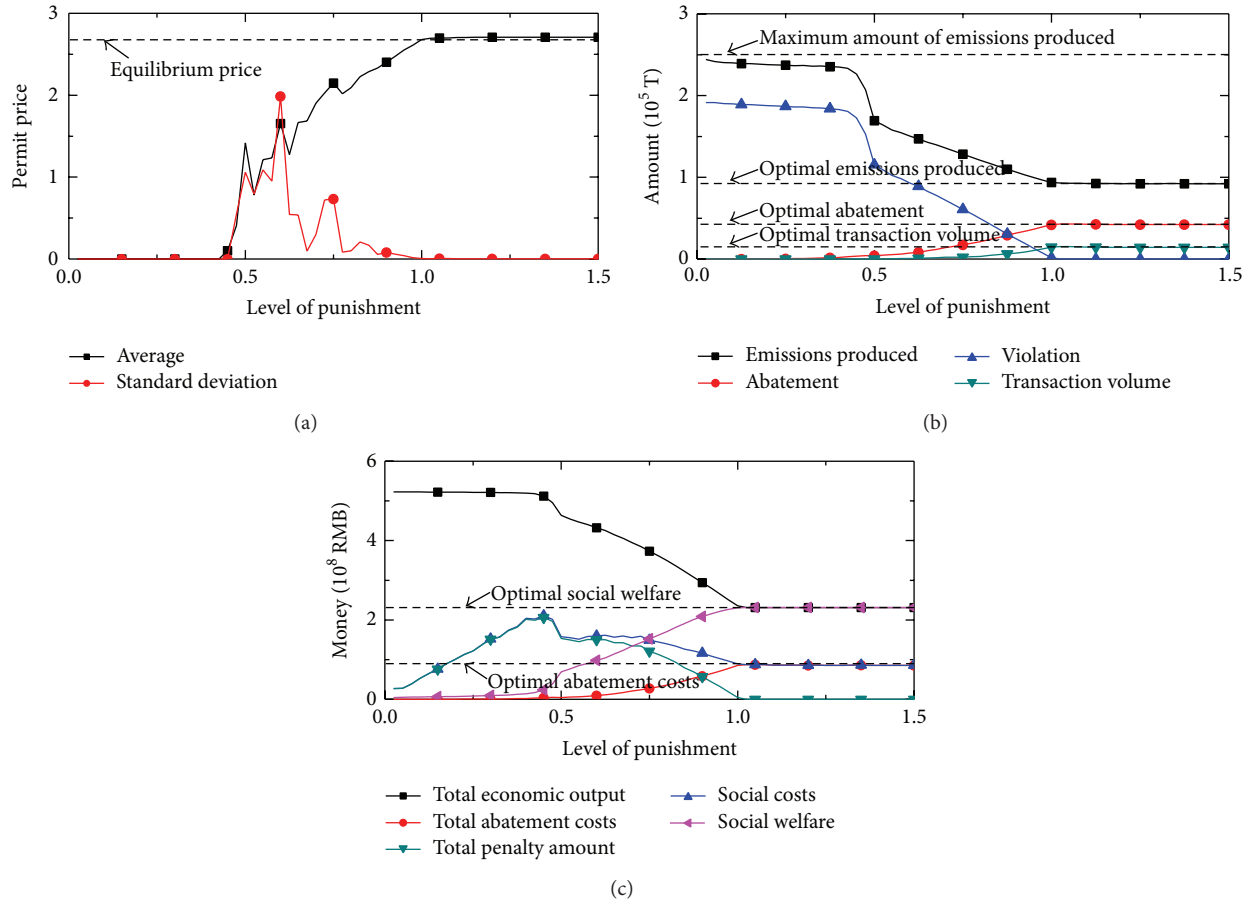 3
2
1
0
Permit price
Equilibrium price
0.0
0.5
1.0
1.5
Level of punishment
Average
Standard deviation
(a)
3
2
1
0
Amount (10⁵ T)
Maximum amount of emissions produced
Optimal emissions produced
Optimal abatement
Optimal transaction volume
0.0
0.5
1.0
1.5
Level of punishment
Emissions produced
Abatement
Violation
Transaction volume
(b)
6
4
2
0
Money (10⁸ RMB)
Optimal social welfare
Optimal abatement costs
0.0
0.5
1.0
1.5
Level of punishment
Total economic output
Total abatement costs
Total penalty amount
Social costs
Social welfare
(c)